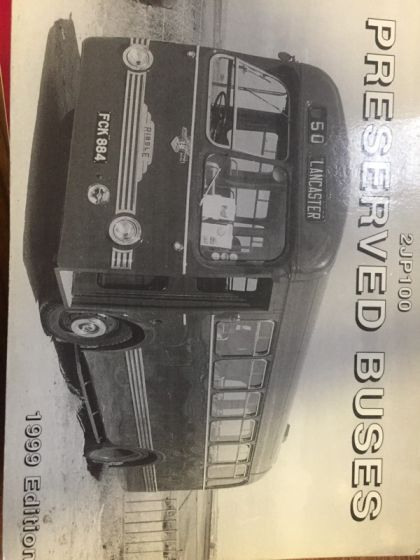 2JP100
PRESERVED BUSES
50 LANCASTER
RIBBLE
FCK 884
1999 Edition